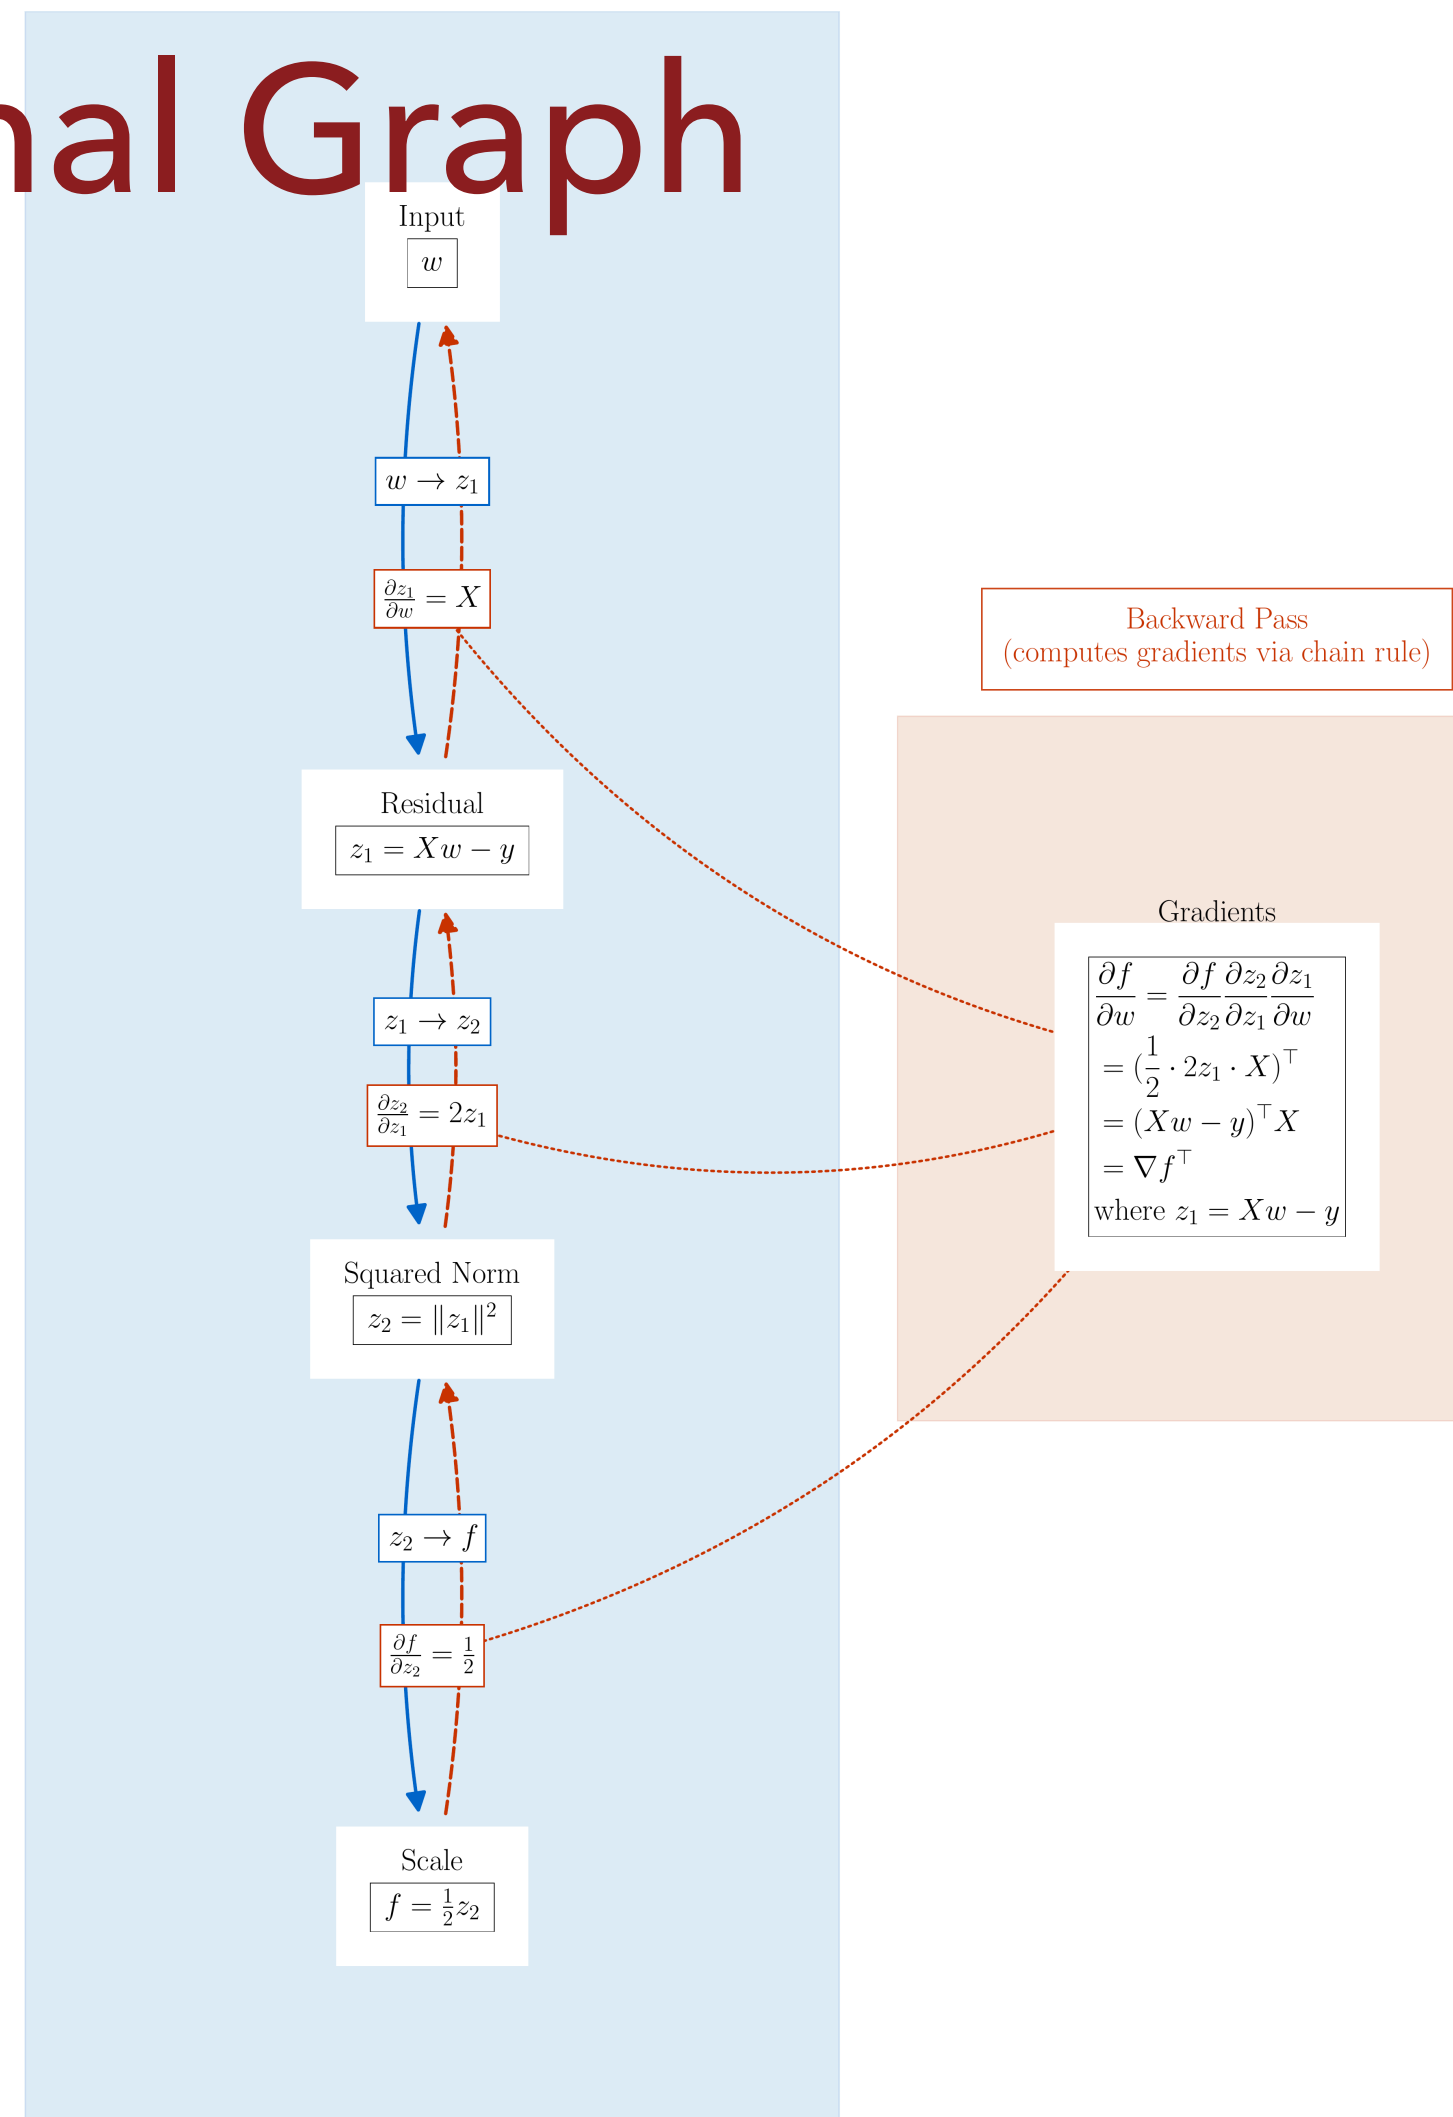 nal Graph
Input
w
w → z₁
∂z₁/∂w = X
Residual
z₁ = Xw − y
z₁ → z₂
∂z₂/∂z₁ = 2z₁
Squared Norm
z₂ = ‖z₁‖²
z₂ → f
∂f/∂z₂ = 1/2
Scale
f = 1/2 z₂
Backward Pass
(computes gradients via chain rule)
Gradients
∂f/∂w = ∂f/∂z₂ ∂z₂/∂z₁ ∂z₁/∂w
= (1/2 · 2z₁ · X)⊤
= (Xw − y)⊤X
= ∇f⊤
where z₁ = Xw − y